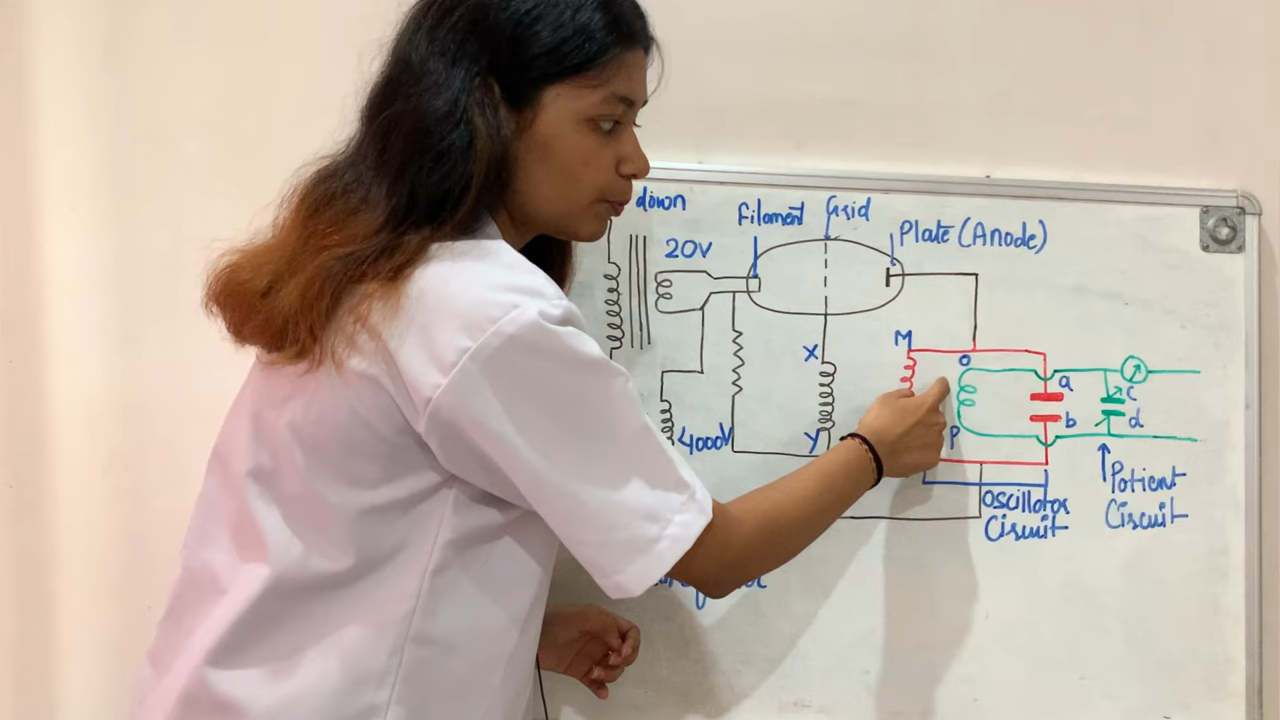 down
20V
Filament
Grid
Plate (Anode)
M
X
O
a
c
4000V
Y
P
b
d
Oscillator
Circuit
Patient
Circuit